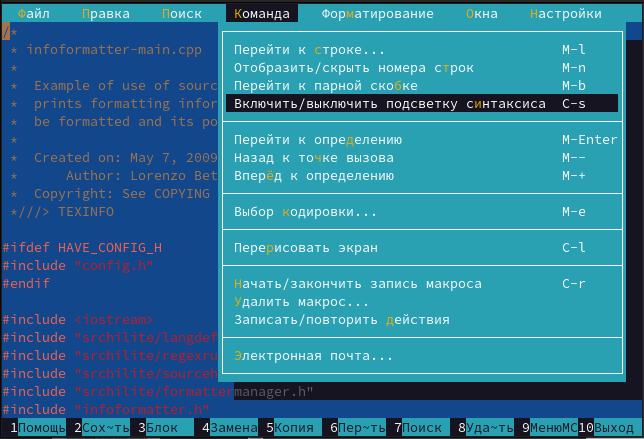 Файл Правка Поиск Команда Форматирование Окна Настройки
/*
* infoformatter-main.cpp
*
* Example of use of sourc
* prints formatting infor
* be formatted and its po
*
* Created on: May 7, 2009
* Author: Lorenzo Bet
* Copyright: See COPYING
*///> TEXINFO
#ifdef HAVE_CONFIG_H
#include "config.h"
#endif
#include <iostream>
#include "srchilite/langdef
#include "srchilite/regexru
#include "srchilite/sourceh
#include "srchilite/formattermanager.h"
#include "infoformatter.h"
Перейти к строке... M-l
Отобразить/скрыть номера строк M-n
Перейти к парной скобке M-b
Включить/выключить подсветку синтаксиса C-s
Перейти к определению M-Enter
Назад к точке вызова M--
Вперёд к определению M-+
Выбор кодировки... M-e
Перерисовать экран C-l
Начать/закончить запись макроса C-r
Удалить макрос...
Записать/повторить действия
Электронная почта...
1Помощь 2Сох~ть 3Блок 4Замена 5Копия 6Пер~ть 7Поиск 8Уда~ть 9МенюMC 10Выход